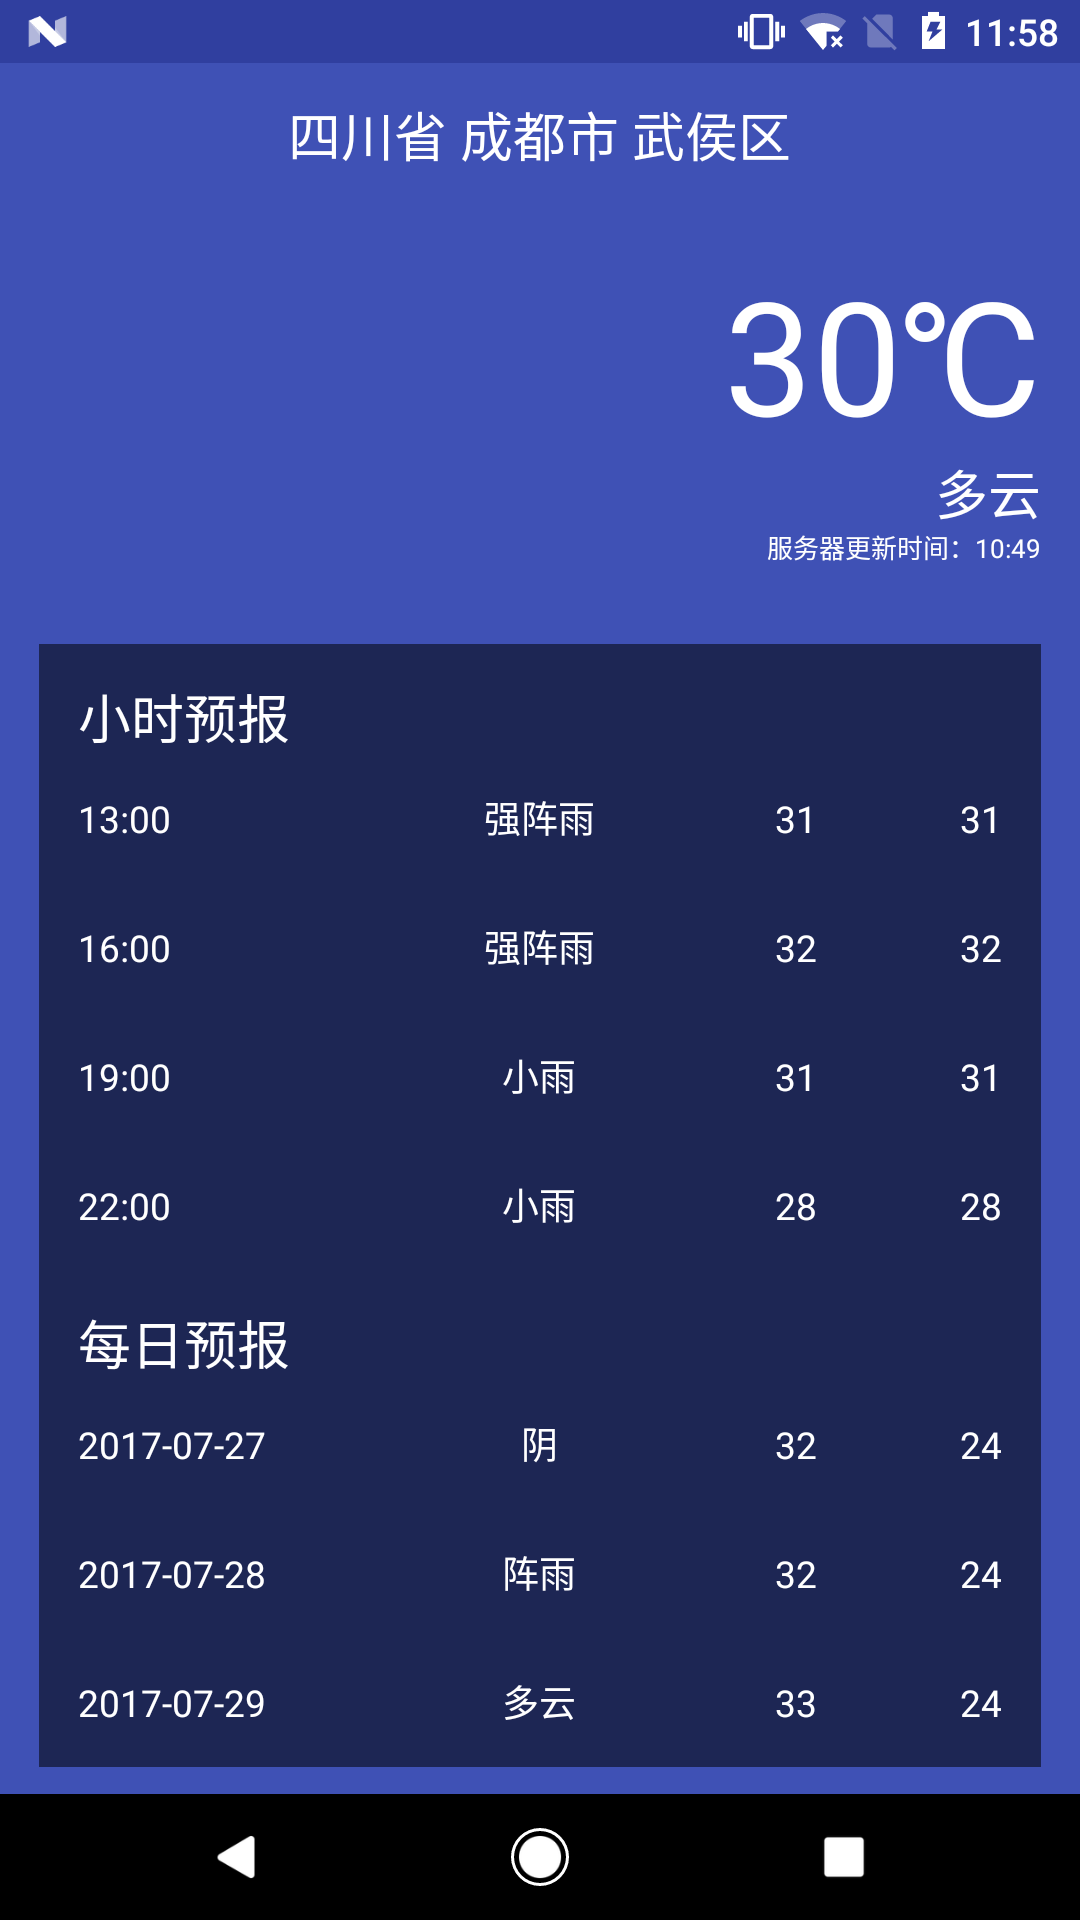 11:58
四川省 成都市 武侯区
30℃
多云
服务器更新时间：10:49
小时预报
13:00 强阵雨 31 31
16:00 强阵雨 32 32
19:00 小雨 31 31
22:00 小雨 28 28
每日预报
2017-07-27 阴 32 24
2017-07-28 阵雨 32 24
2017-07-29 多云 33 24